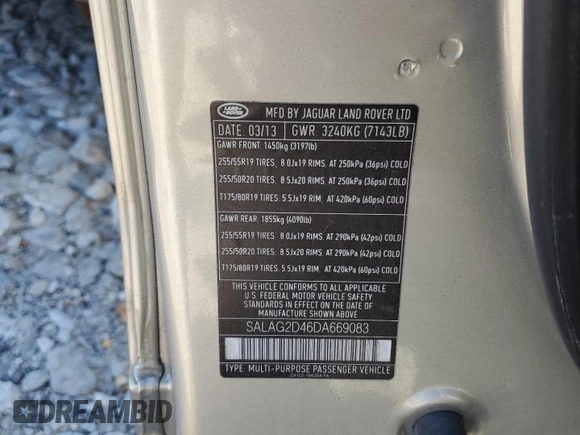 LAND ROVER
MFD BY JAGUAR LAND ROVER LTD
DATE: 03/13 GWR: 3240KG (7143LB)
GAWR FRONT: 1450kg (3197lb)
255/55R19 TIRES, 8.0Jx19 RIMS. AT 250kPa (36psi) COLD
255/50R20 TIRES, 8.5Jx20 RIMS. AT 250kPa (36psi) COLD
T175/80R19 TIRES, 5.5Jx19 RIM. AT 420kPa (60psi) COLD
GAWR REAR: 1855kg (4090lb)
255/55R19 TIRES, 8.0Jx19 RIMS. AT 290kPa (42psi) COLD
255/50R20 TIRES, 8.5Jx20 RIMS. AT 290kPa (42psi) COLD
T175/80R19 TIRES, 5.5Jx19 RIM. AT 420kPa (60psi) COLD
THIS VEHICLE CONFORMS TO ALL APPLICABLE
U.S. FEDERAL MOTOR VEHICLE SAFETY
STANDARDS IN EFFECT ON THE DATE OF
MANUFACTURE SHOWN ABOVE
SALAG2D46DA669083
TYPE: MULTI-PURPOSE PASSENGER VEHICLE
DREAMBID